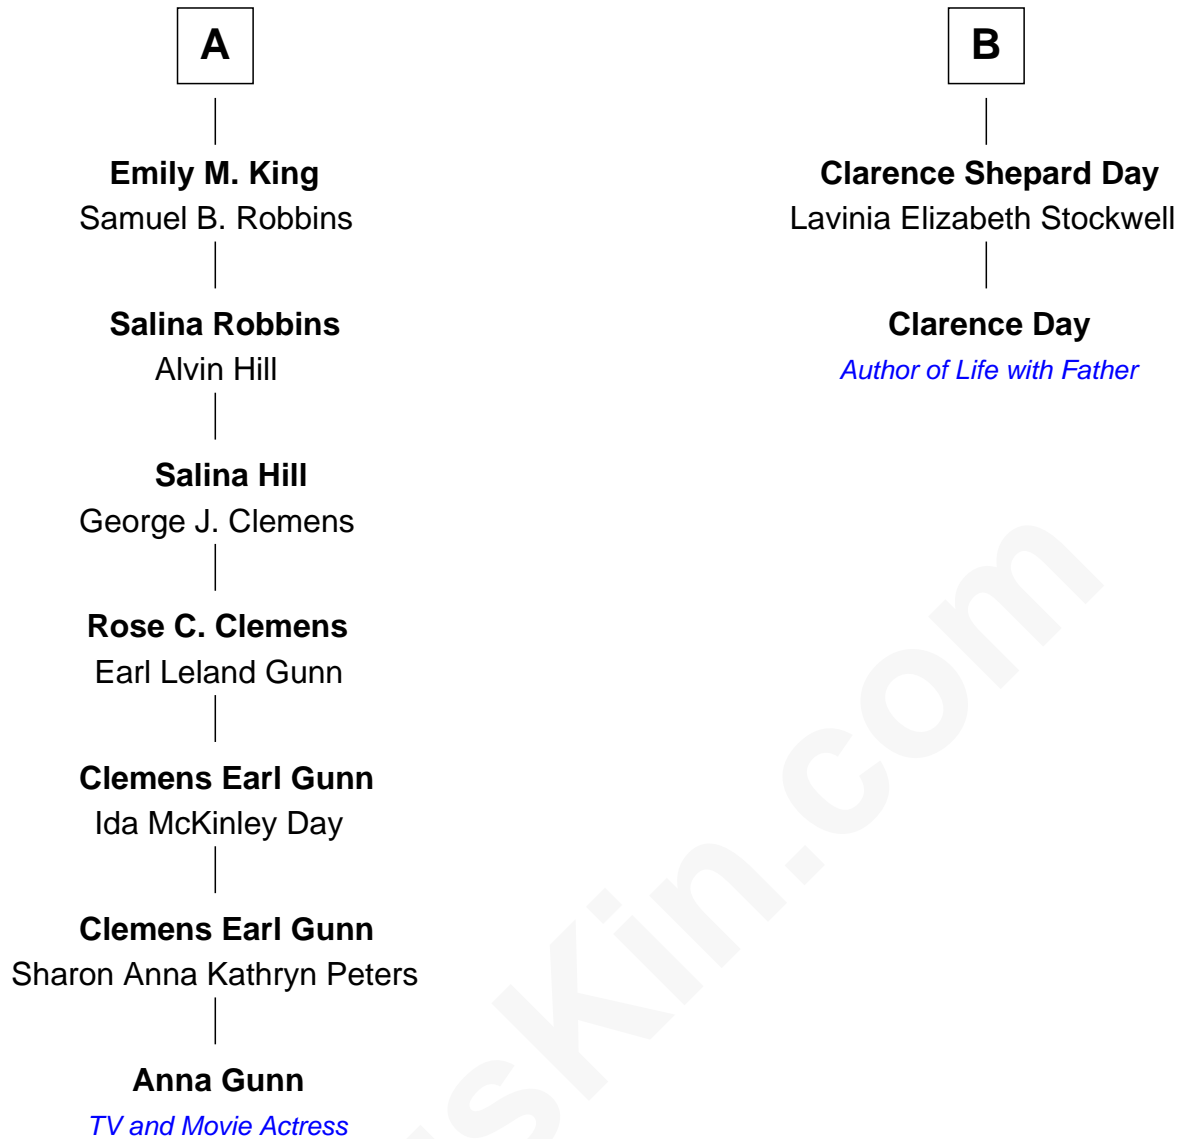 A
Emily M. King
Samuel B. Robbins
Salina Robbins
Alvin Hill
Salina Hill
George J. Clemens
Rose C. Clemens
Earl Leland Gunn
Clemens Earl Gunn
Ida McKinley Day
Clemens Earl Gunn
Sharon Anna Kathryn Peters
Anna Gunn
TV and Movie Actress
B
Clarence Shepard Day
Lavinia Elizabeth Stockwell
Clarence Day
Author of Life with Father